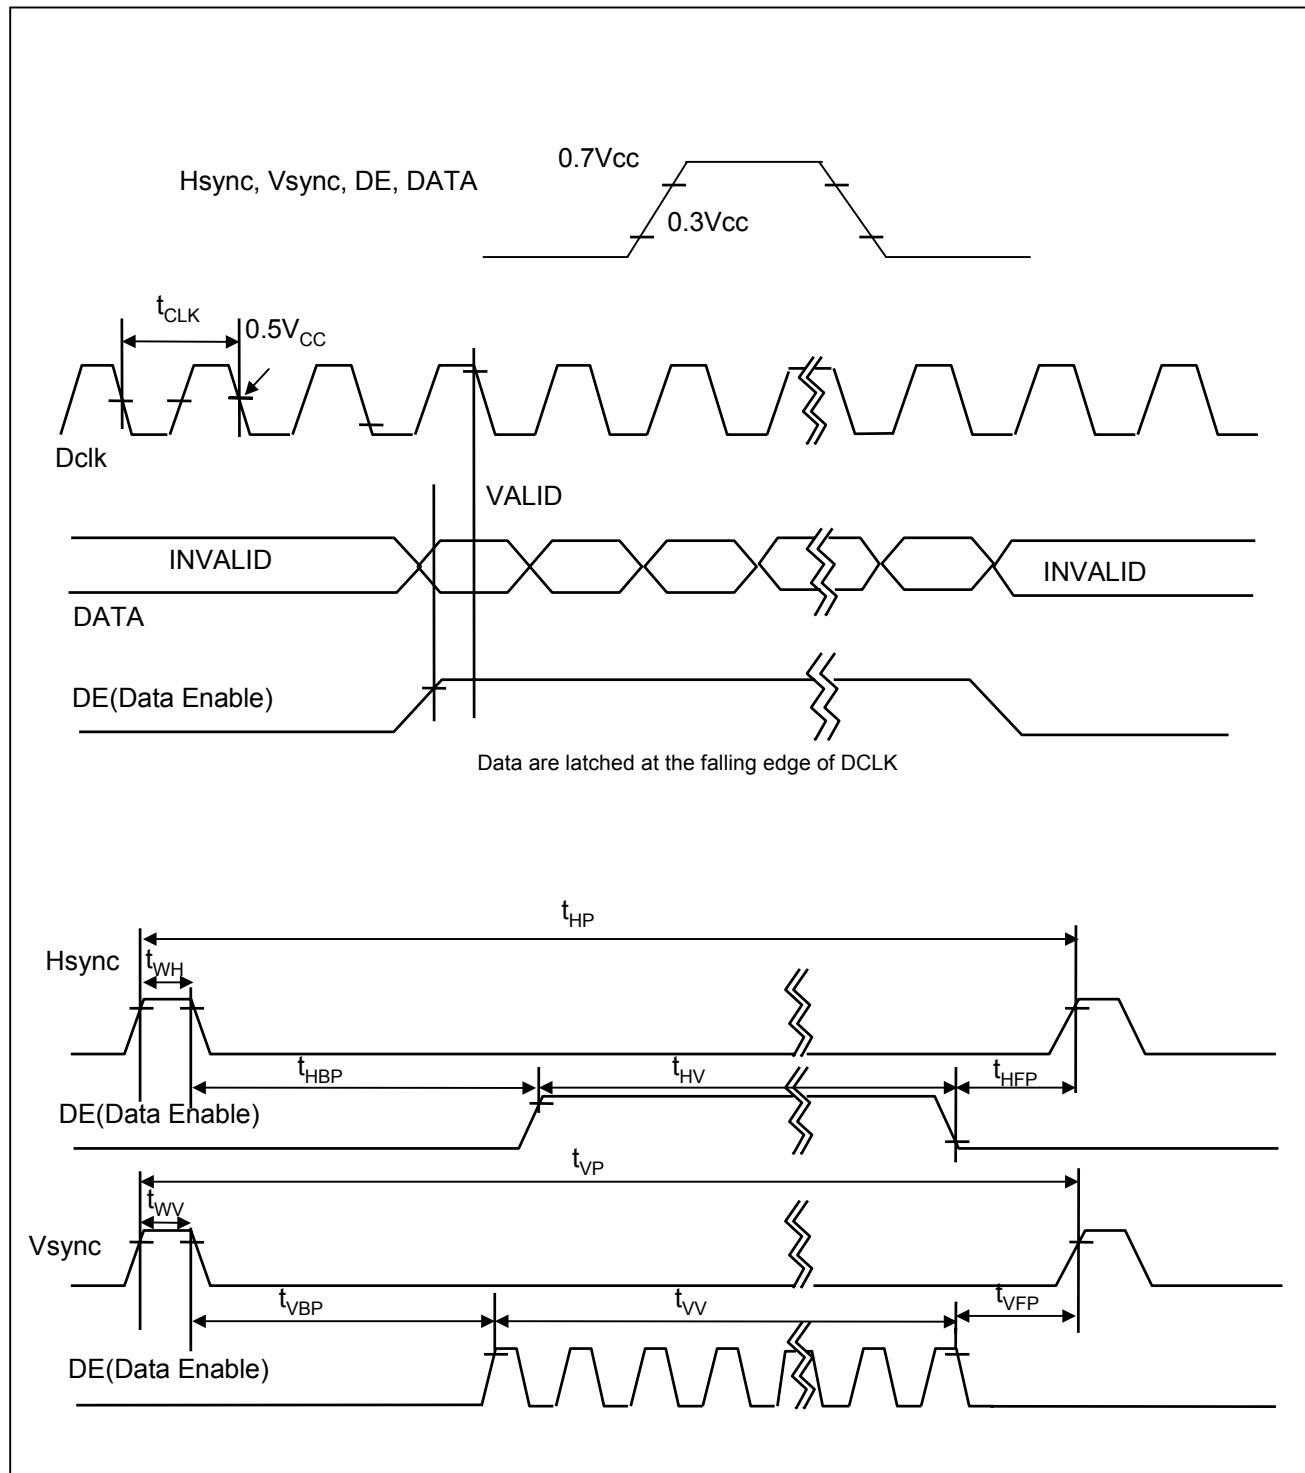 0.7Vcc
Hsync, Vsync, DE, DATA
0.3Vcc
tCLK
0.5VCC
Dclk
VALID
INVALID
INVALID
DATA
DE(Data Enable)
Data are latched at the falling edge of DCLK
tHP
Hsync
tWH
tHBP
tHV
tHFP
DE(Data Enable)
tVP
tWV
Vsync
tVBP
tVV
tVFP
DE(Data Enable)